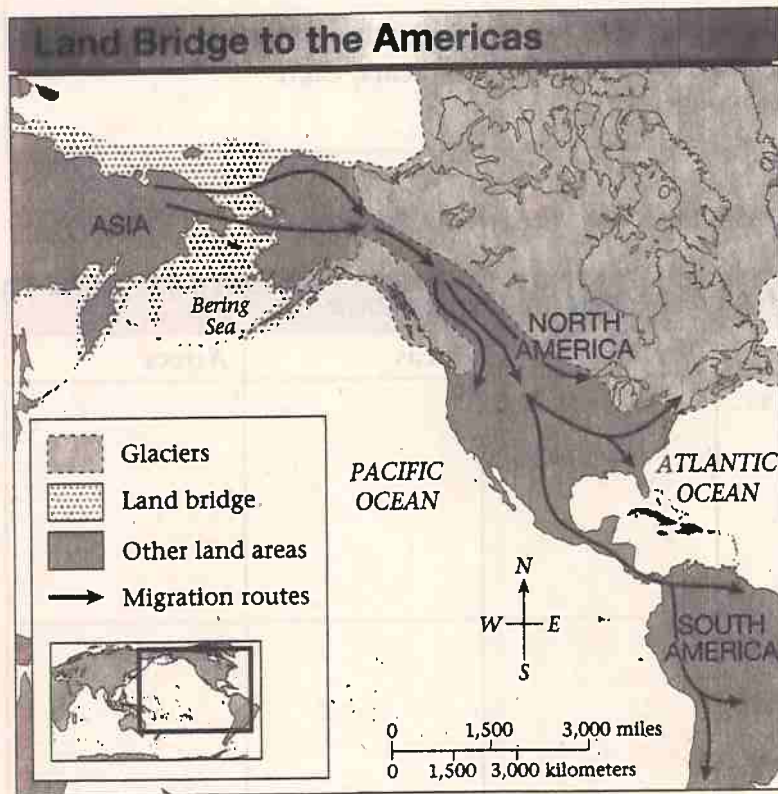 Land Bridge to the Americas
ASIA
Bering
Sea
NORTH
AMERICA
Glaciers
Land bridge
Other land areas
Migration routes
PACIFIC
OCEAN
ATLANTIC
OCEAN
N
W E
S
SOUTH
AMERICA
0 1,500 3,000 miles
0 1,500 3,000 kilometers